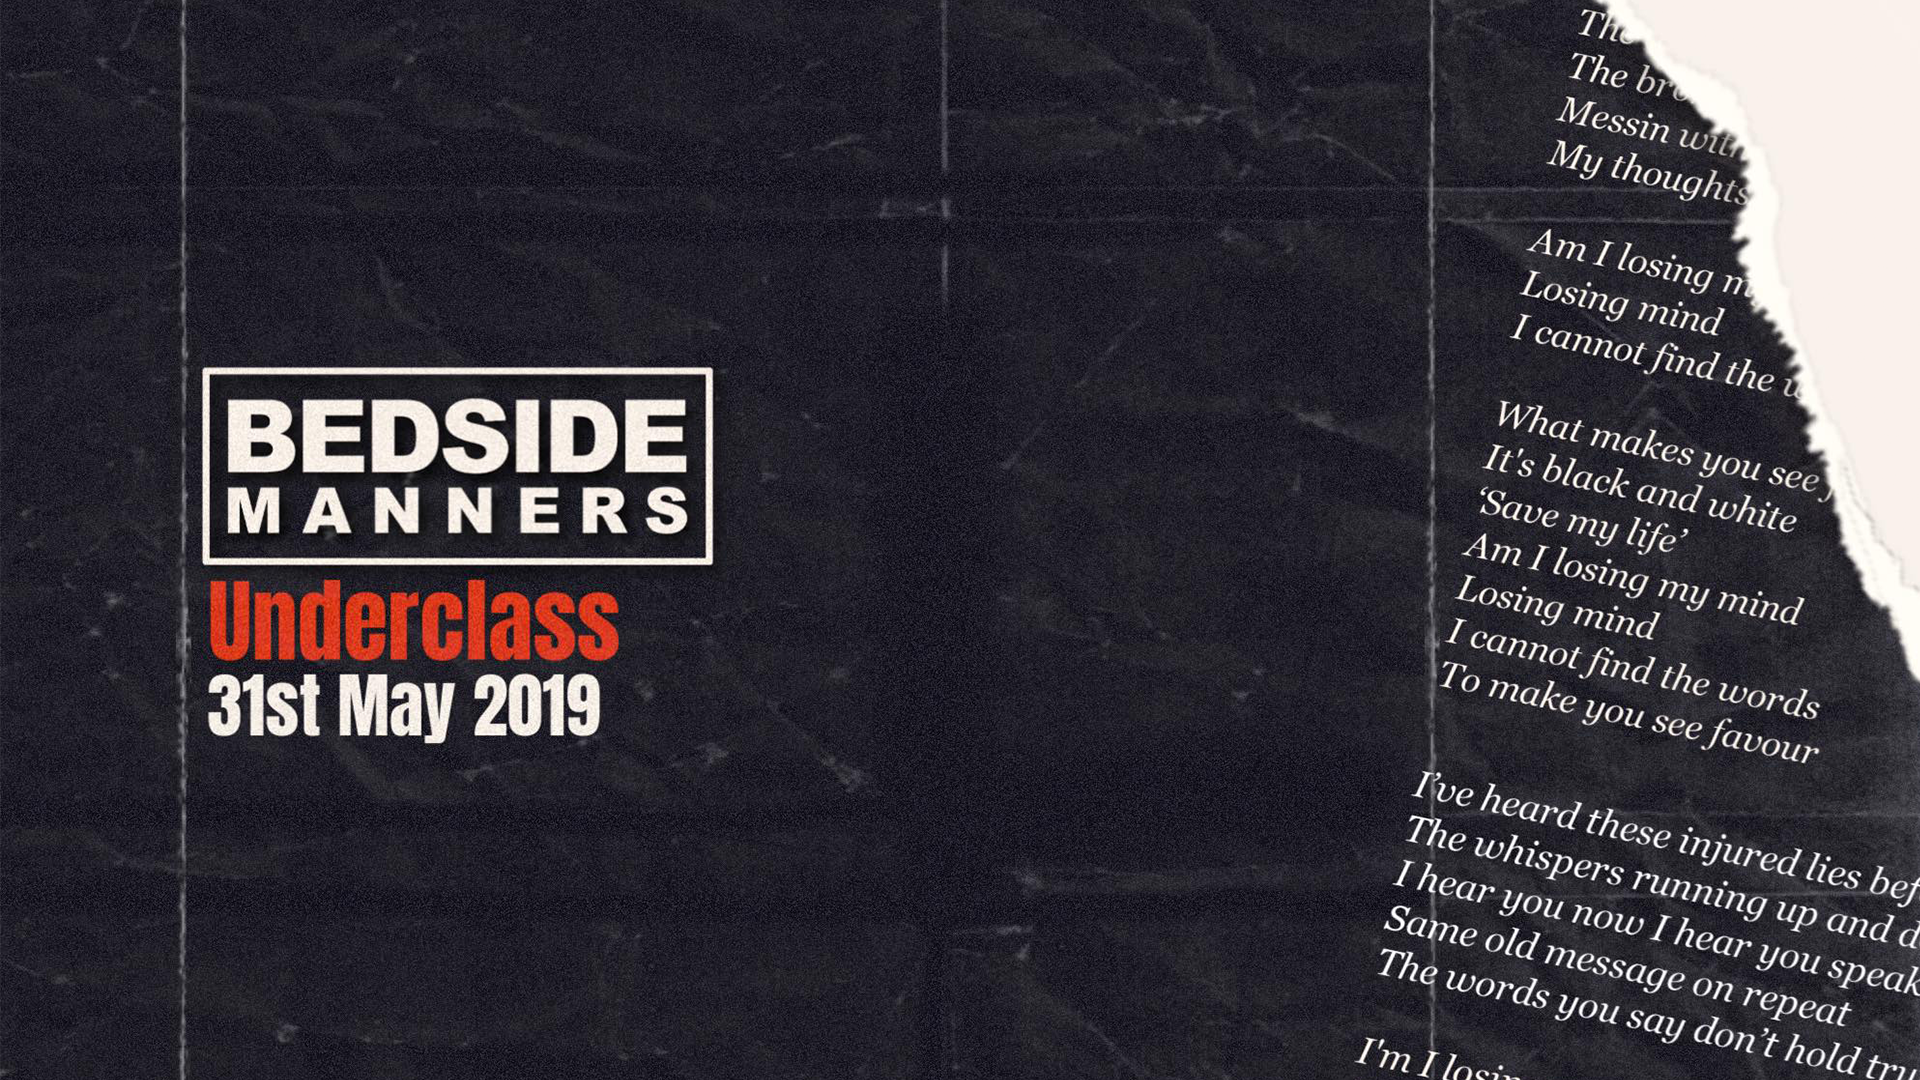 BEDSIDE
MANNERS
Underclass
31st May 2019
The
The
Messin with
My thoughts
Am I losing
Losing mind
I cannot find the
What makes you see
It's black and white
‘Save my life’
Am I losing my mind
Losing mind
I cannot find the words
To make you see favour
I’ve heard these injured lies
The whispers running up and
I hear you now I hear you speak
Same old message on repeat
The words you say don’t hold
I'm I